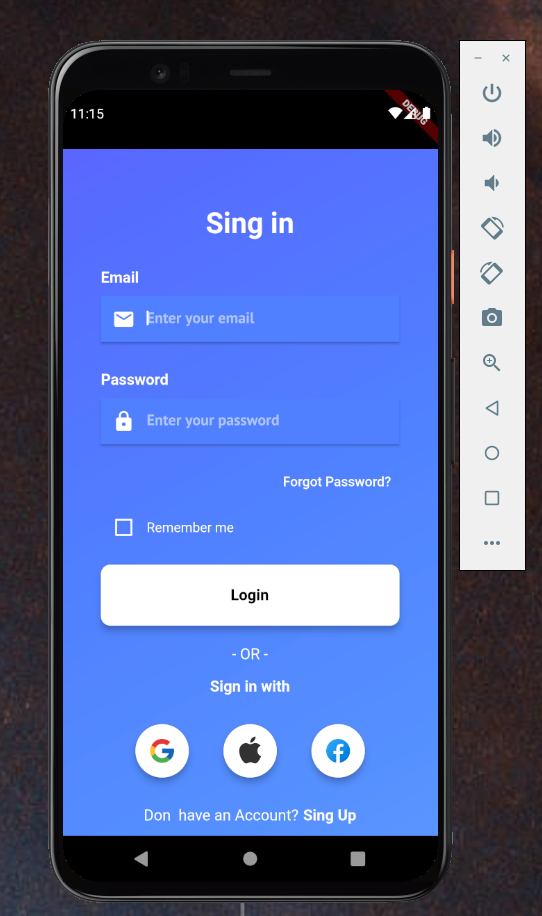 11:15
DEBUG
Sing in
Email
Enter your email
Password
Enter your password
Forgot Password?
Remember me
Login
- OR -
Sign in with
Don  have an Account? Sing Up